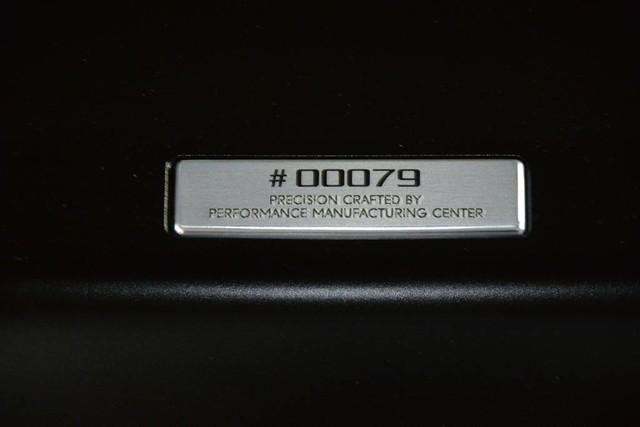 # 00079
PRECISION CRAFTED BY
PERFORMANCE MANUFACTURING CENTER